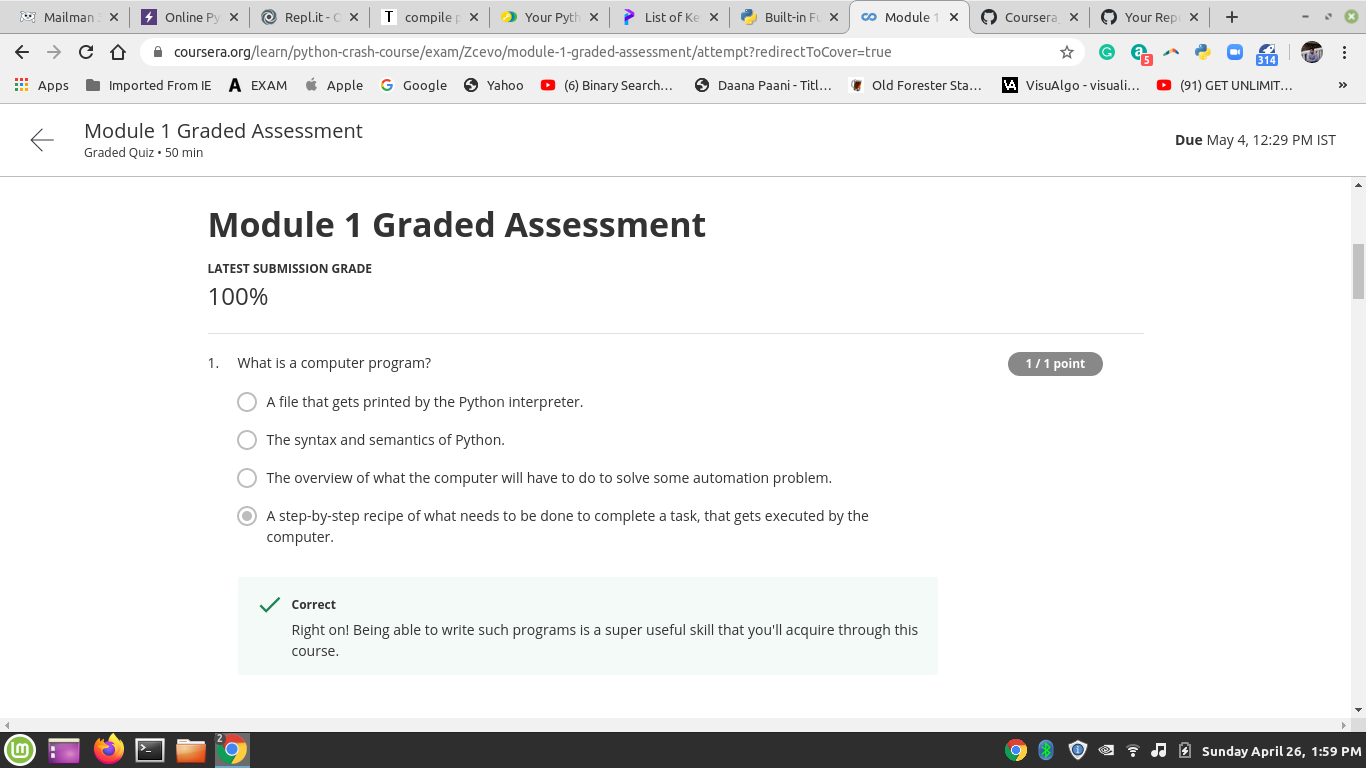 Mailman
Online Py
Repl.it - C
T compile p
Your Pyth
List of Ke
Built-in Fu
Module 1
Coursera
Your Rep
coursera.org/learn/python-crash-course/exam/Zcevo/module-1-graded-assessment/attempt?redirectToCover=true
5
314
Apps
Imported From IE
EXAM
Apple
Google
Yahoo
(6) Binary Search...
Daana Paani - Titl...
Old Forester Sta...
VA VisuAlgo - visuali...
(91) GET UNLIMIT...
»
Module 1 Graded Assessment
Graded Quiz • 50 min
Due May 4, 12:29 PM IST
Module 1 Graded Assessment
LATEST SUBMISSION GRADE
100%
1. What is a computer program?
1 / 1 point
A file that gets printed by the Python interpreter.
The syntax and semantics of Python.
The overview of what the computer will have to do to solve some automation problem.
A step-by-step recipe of what needs to be done to complete a task, that gets executed by the
computer.
Correct
Right on! Being able to write such programs is a super useful skill that you'll acquire through this
course.
2
Sunday April 26, 1:59 PM